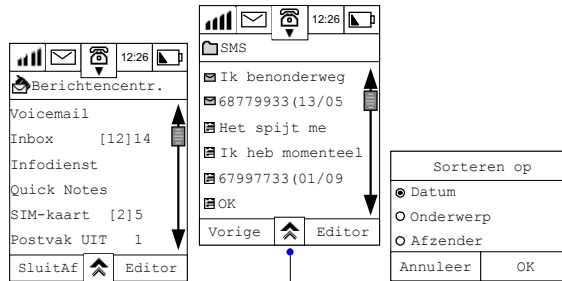 12:26
Berichtencentr.
Voicemail
Inbox [12]14
Infodienst
Quick Notes
SIM-kaart [2]5
Postvak UIT 1
SluitAf Editor
12:26
SMS
Ik benonderweg
68779933(13/05
Het spijt me
Ik heb momenteel
67997733(01/09
OK
Vorige Editor
Sorteren op
Datum
Onderwerp
Afzender
Annuleer OK